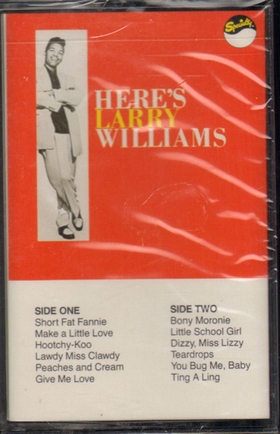 Specialty
HERE'S
LARRY
WILLIAMS
SIDE ONE
Short Fat Fannie
Make a Little Love
Hootchy-Koo
Lawdy Miss Clawdy
Peaches and Cream
Give Me Love
SIDE TWO
Bony Moronie
Little School Girl
Dizzy, Miss Lizzy
Teardrops
You Bug Me, Baby
Ting A Ling